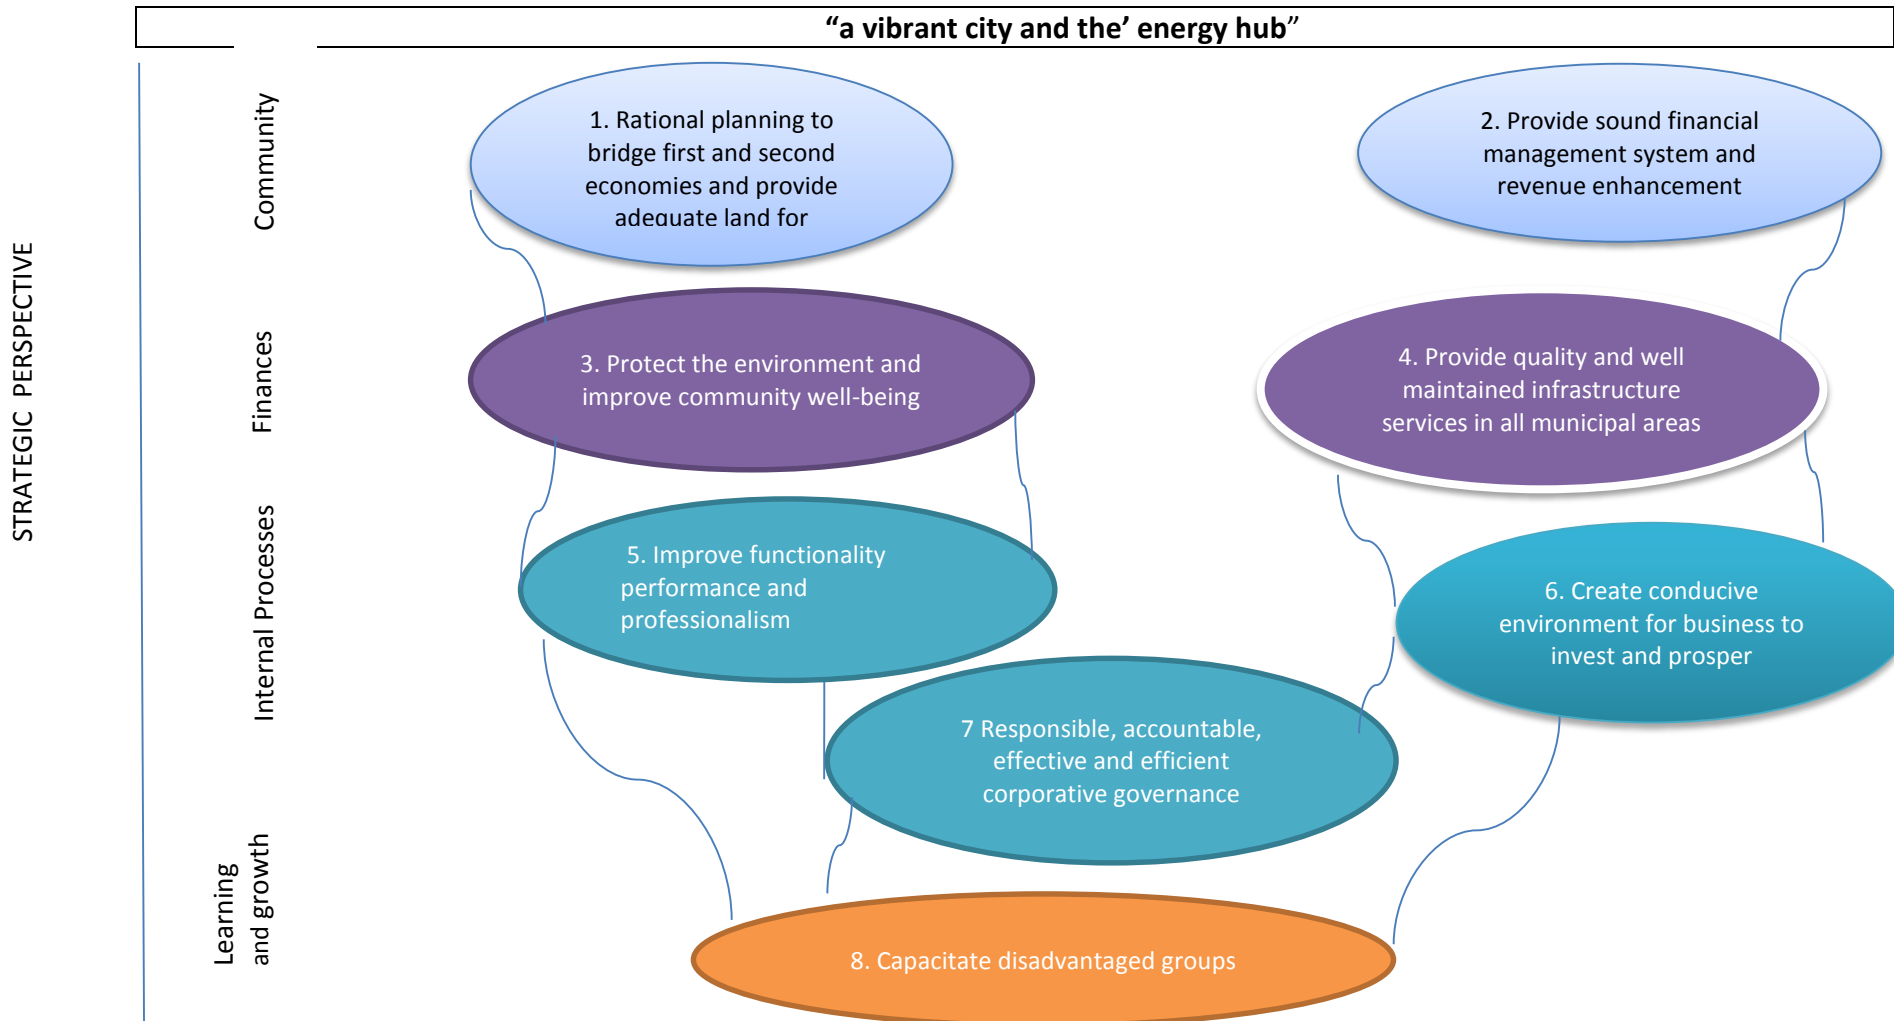 “a vibrant city and the’ energy hub”
STRATEGIC PERSPECTIVE
Community
1. Rational planning to
bridge first and second
economies and provide
adequate land for
2. Provide sound financial
management system and
revenue enhancement
Finances
3. Protect the environment and
improve community well-being
4. Provide quality and well
maintained infrastructure
services in all municipal areas
Internal Processes
5. Improve functionality
performance and
professionalism
6. Create conducive
environment for business to
invest and prosper
7 Responsible, accountable,
effective and efficient
corporative governance
Learning
and growth
8. Capacitate disadvantaged groups